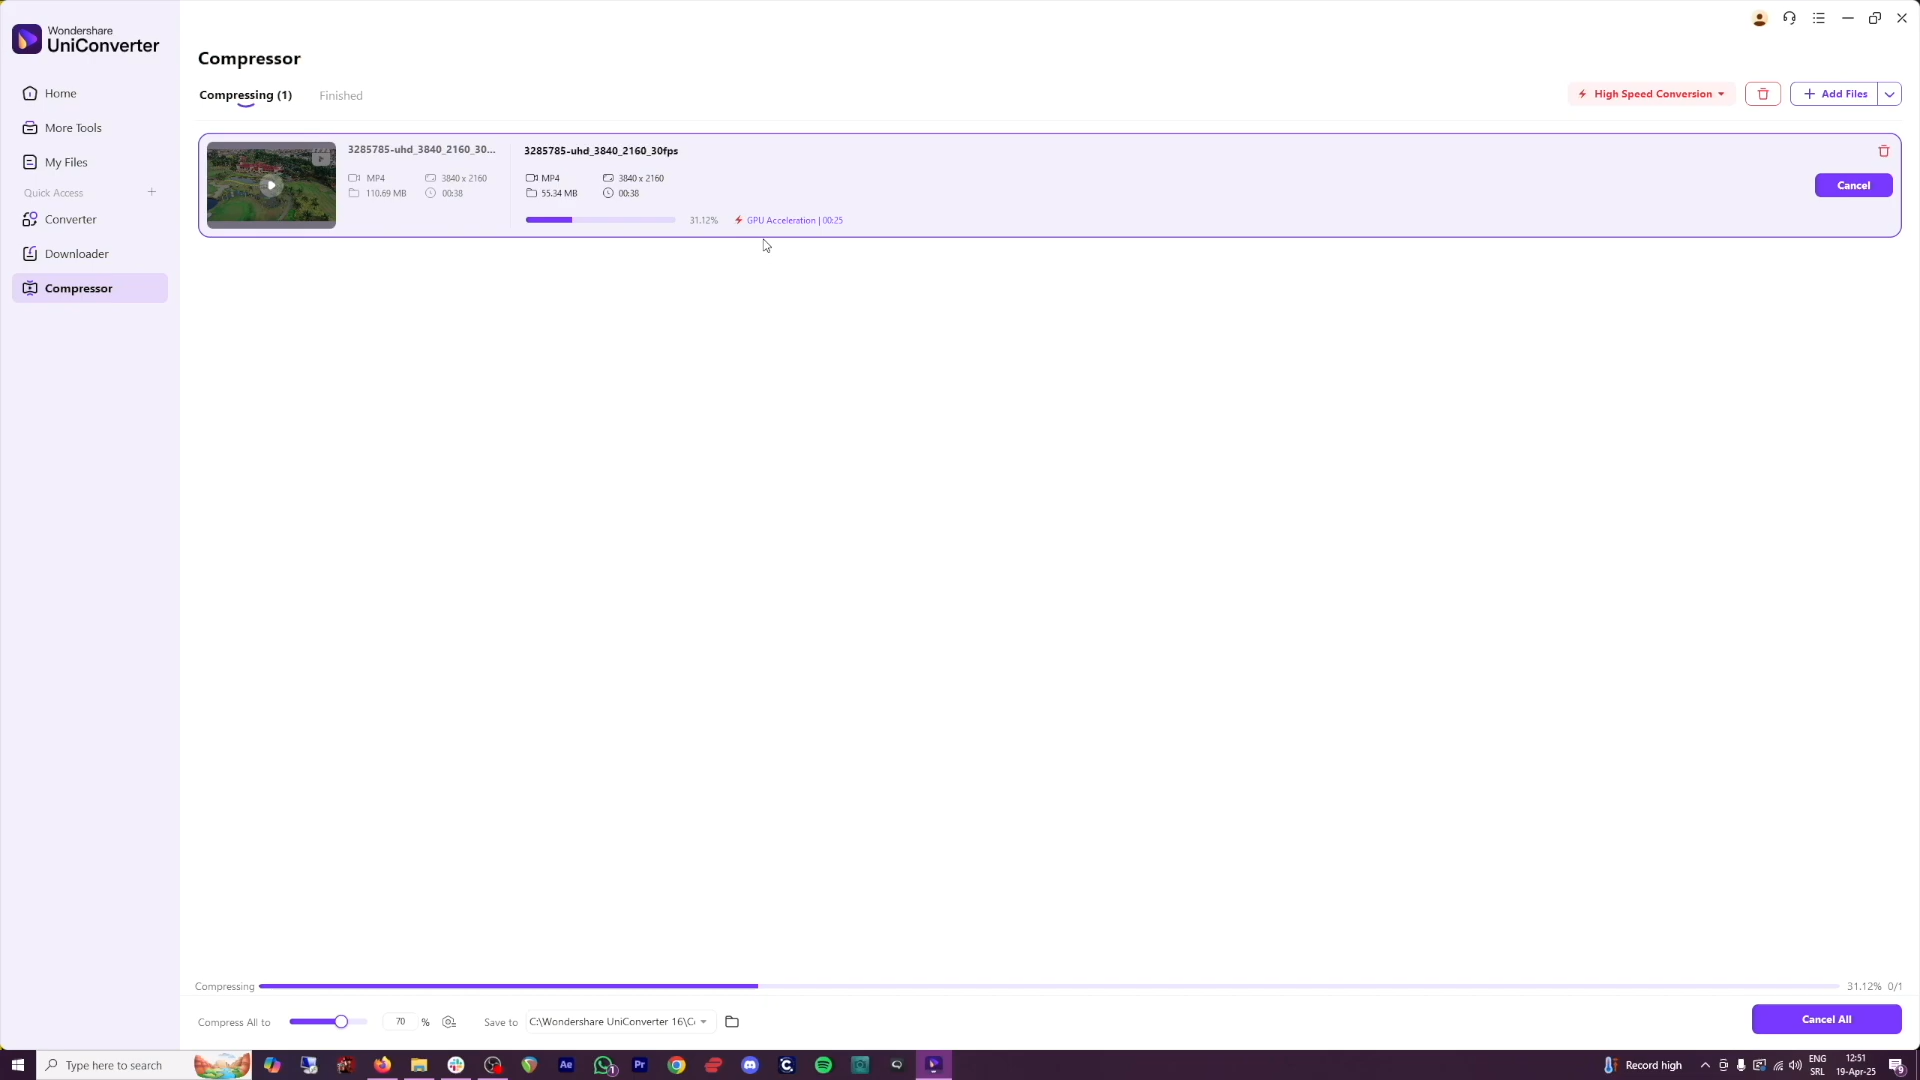 Wondershare
UniConverter
Home
More Tools
My Files
Quick Access
Converter
Downloader
Compressor
Compressor
Compressing (1)
Finished
High Speed Conversion
Add Files
3285785-uhd_3840_2160_30...
MP4
3840 x 2160
110.69 MB
00:38
3285785-uhd_3840_2160_30fps
MP4
3840 x 2160
55.34 MB
00:38
31.12%
GPU Acceleration | 00:25
Cancel
Compressing
31.12% 0/1
Compress All to
70 %
Save to
C:\Wondershare UniConverter 16\C
Cancel All
Type here to search
Ae
1
Pr
Record high
ENG
SRL
12:51
19-Apr-25
9